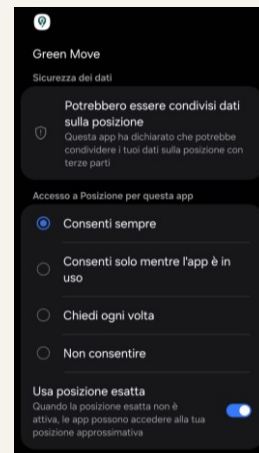 Green Move
Sicurezza dei dati
Potrebbero essere condivisi dati
sulla posizione
Questa app ha dichiarato che potrebbe
condividere i tuoi dati sulla posizione con
terze parti
Accesso a Posizione per questa app
Consenti sempre
Consenti solo mentre l'app è in
uso
Chiedi ogni volta
Non consentire
Usa posizione esatta
Quando la posizione esatta non è
attiva, le app possono accedere alla tua
posizione approssimativa